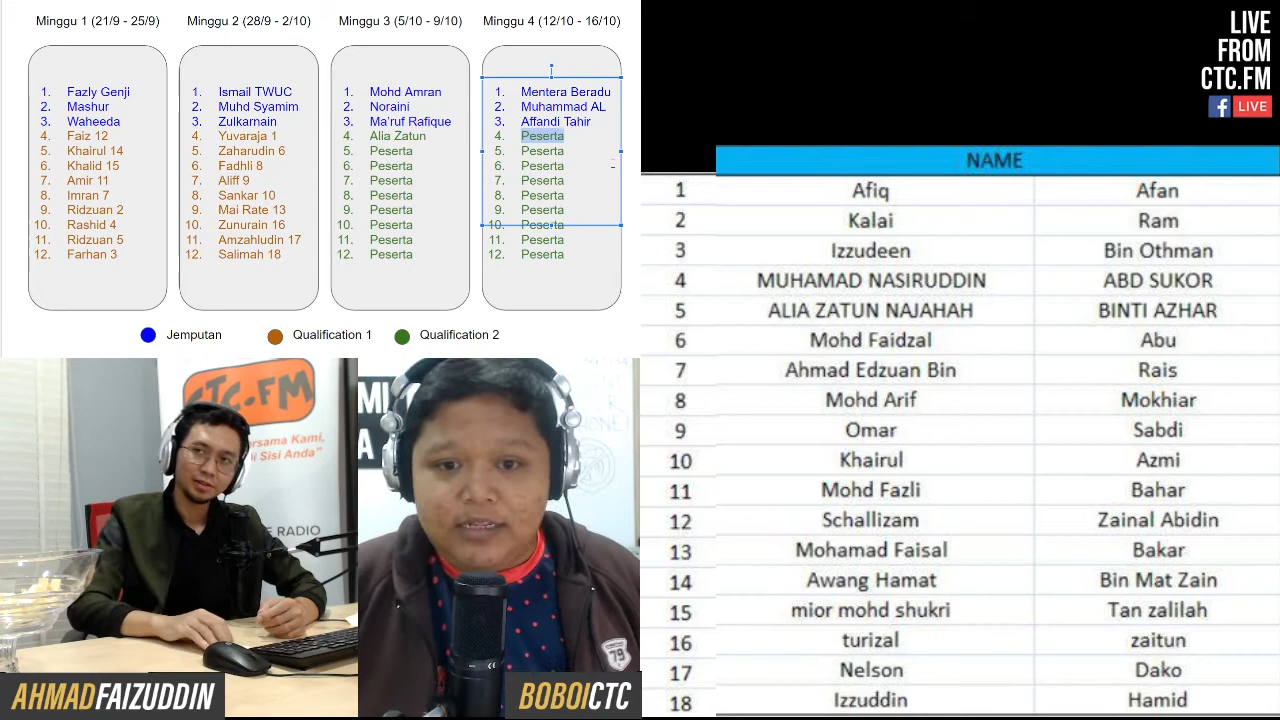 Minggu 1 (21/9 - 25/9)
1. Fazly Genji
2. Mashur
3. Waheeda
4. Faiz 12
5. Khairul 14
6. Khalid 15
7. Amir 11
8. Imran 7
9. Ridzuan 2
10. Rashid 4
11. Ridzuan 5
12. Farhan 3
Minggu 2 (28/9 - 2/10)
1. Ismail TWUC
2. Muhd Syamim
3. Zulkarnain
4. Yuvaraja 1
5. Zaharudin 6
6. Fadhli 8
7. Aliff 9
8. Sankar 10
9. Mai Rate 13
10. Zunurain 16
11. Amzahludin 17
12. Salimah 18
Minggu 3 (5/10 - 9/10)
1. Mohd Amran
2. Noraini
3. Ma'ruf Rafique
4. Alia Zatun
5. Peserta
6. Peserta
7. Peserta
8. Peserta
9. Peserta
10. Peserta
11. Peserta
12. Peserta
Minggu 4 (12/10 - 16/10)
1. Mentera Beradu
2. Muhammad AL
3. Affandi Tahir
4. Peserta
5. Peserta
6. Peserta
7. Peserta
8. Peserta
9. Peserta
10. Peserta
11. Peserta
12. Peserta
Jemputan
Qualification 1
Qualification 2
LIVE
FROM
CTC.FM
f LIVE
NAME
1 Afiq Afan
2 Kalai Ram
3 Izzudeen Bin Othman
4 MUHAMAD NASIRUDDIN ABD SUKOR
5 ALIA ZATUN NAJAHAH BINTI AZHAR
6 Mohd Faidzal Abu
7 Ahmad Edzuan Bin Rais
8 Mohd Arif Mokhiar
9 Omar Sabdi
10 Khairul Azmi
11 Mohd Fazli Bahar
12 Schallizam Zainal Abidin
13 Mohamad Faisal Bakar
14 Awang Hamat Bin Mat Zain
15 mior mohd shukri Tan zalilah
16 turizal zaitun
17 Nelson Dako
18 Izzuddin Hamid
CTC.FM
ersama Kami,
i Sisi Anda"
E RADIO
AHMADFAIZUDDIN
MI
A
79
BOBOICTC